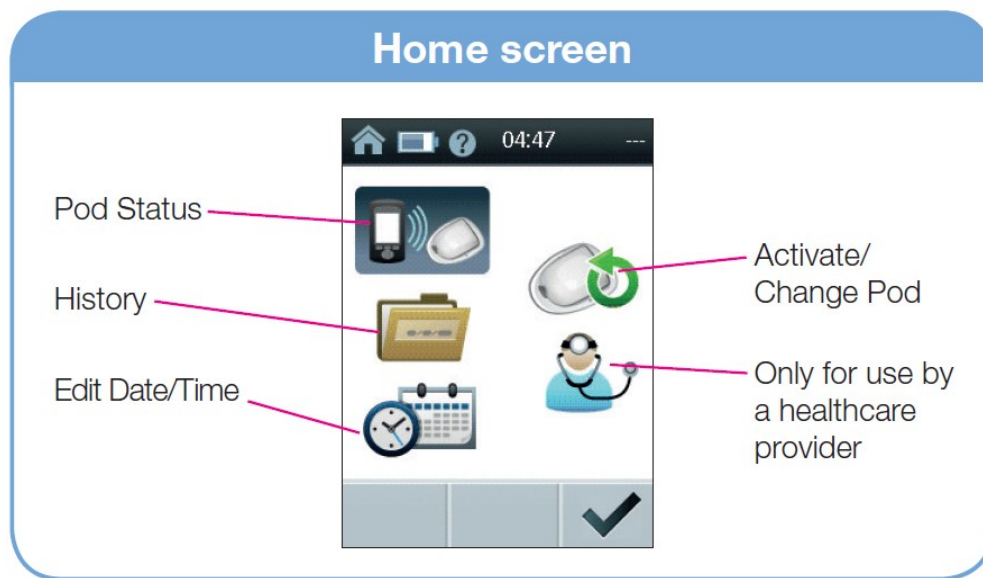 Home screen
04:47 ---
Pod Status
History
Edit Date/Time
Activate/
Change Pod
Only for use by
a healthcare
provider